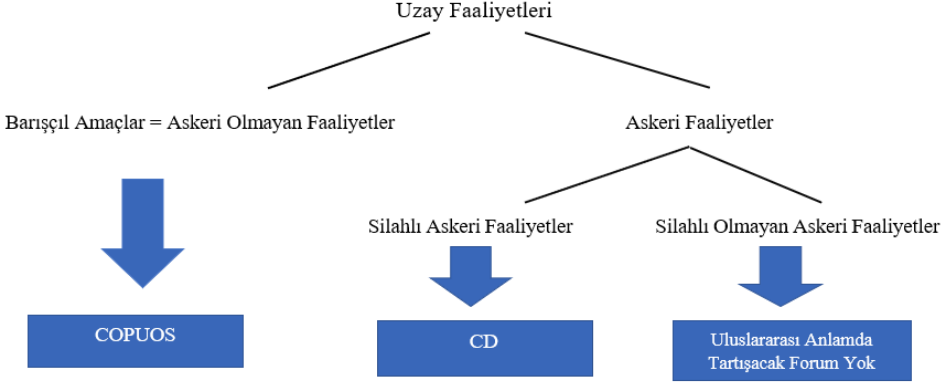 Uzay Faaliyetleri
Barışçıl Amaçlar = Askeri Olmayan Faaliyetler
Askeri Faaliyetler
Silahlı Askeri Faaliyetler
Silahlı Olmayan Askeri Faaliyetler
COPUOS
CD
Uluslararası Anlamda
Tartışacak Forum Yok